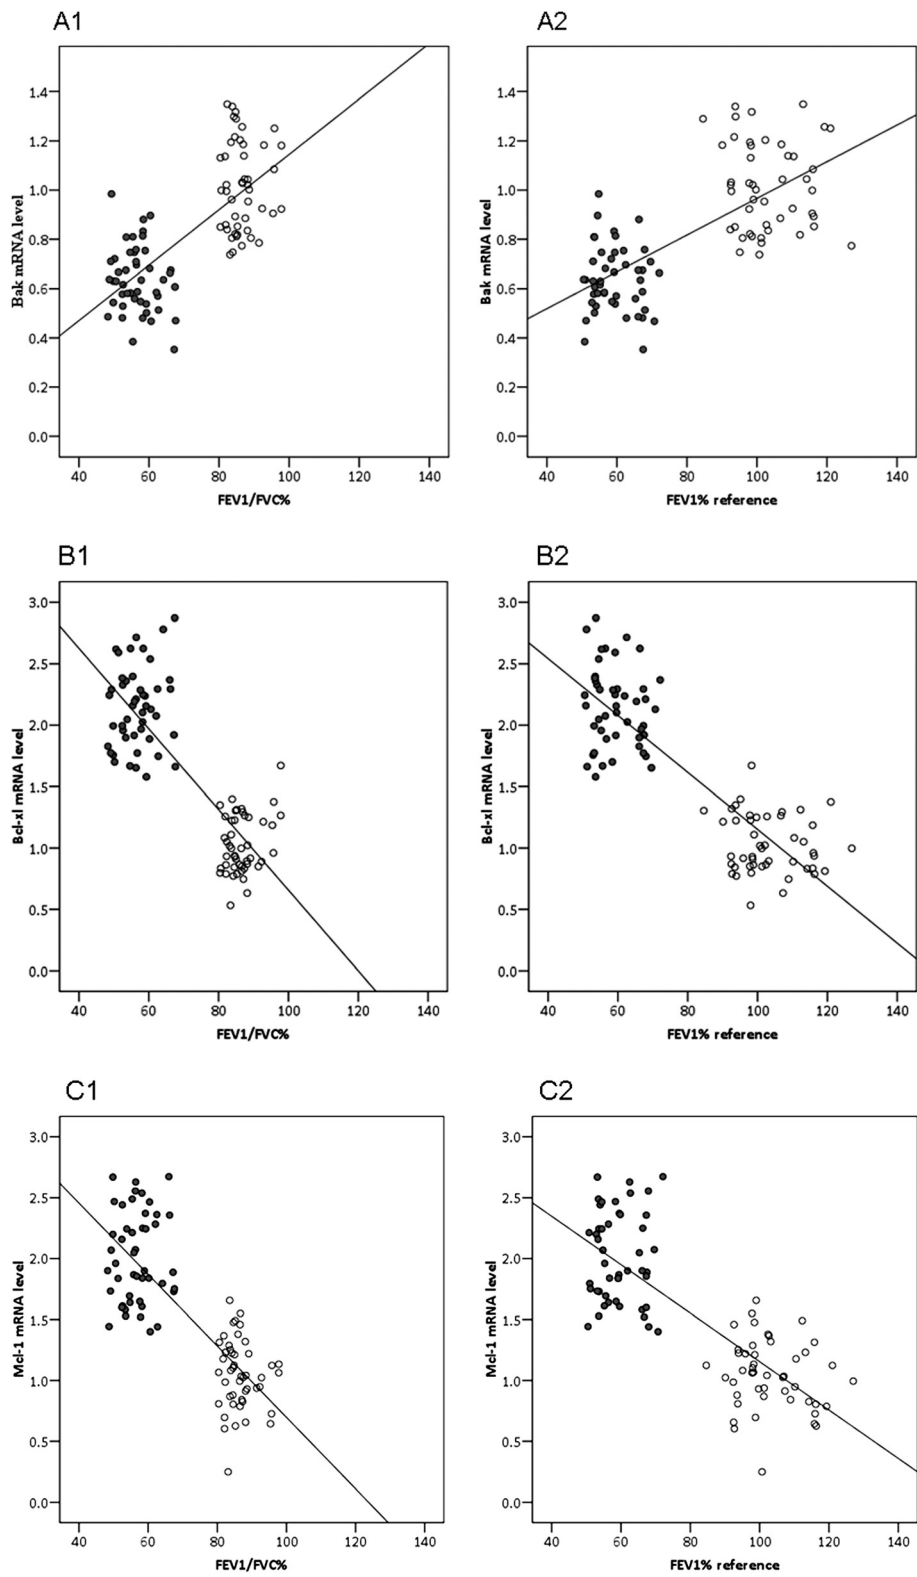 A1
A2
1.4
1.2
1.0
0.8
0.6
0.4
0.2
0.0
Bak mRNA level
40 60 80 100 120 140
FEV1/FVC%
1.4
1.2
1.0
0.8
0.6
0.4
0.2
0.0
Bak mRNA level
40 60 80 100 120 140
FEV1% reference
B1
B2
3.0
2.5
2.0
1.5
1.0
0.5
0.0
Bcl-xl mRNA level
40 60 80 100 120 140
FEV1/FVC%
3.0
2.5
2.0
1.5
1.0
0.5
0.0
Bcl-xl mRNA level
40 60 80 100 120 140
FEV1% reference
C1
C2
3.0
2.5
2.0
1.5
1.0
0.5
0.0
Mcl-1 mRNA level
40 60 80 100 120 140
FEV1/FVC%
3.0
2.5
2.0
1.5
1.0
0.5
0.0
Mcl-1 mRNA level
40 60 80 100 120 140
FEV1% reference